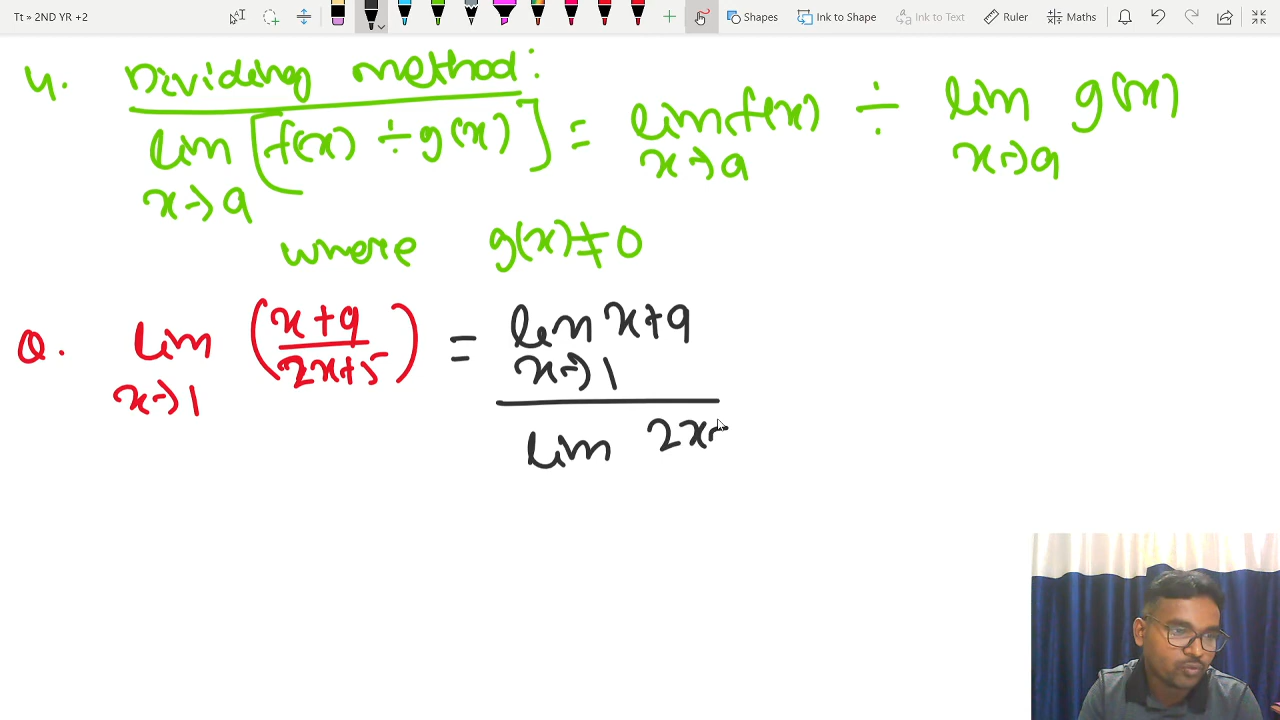 Tt » 2ND YR +2
Shapes Ink to Shape Ink to Text Ruler Maths
4. Dividing method:
lim [f(x) ÷ g(x)] = lim f(x) ÷ lim g(x)
x→a x→a x→a
where g(x) ≠ 0
Q. lim (x+9 / 2x+5) = lim x+9
x→1 x→1
lim 2x